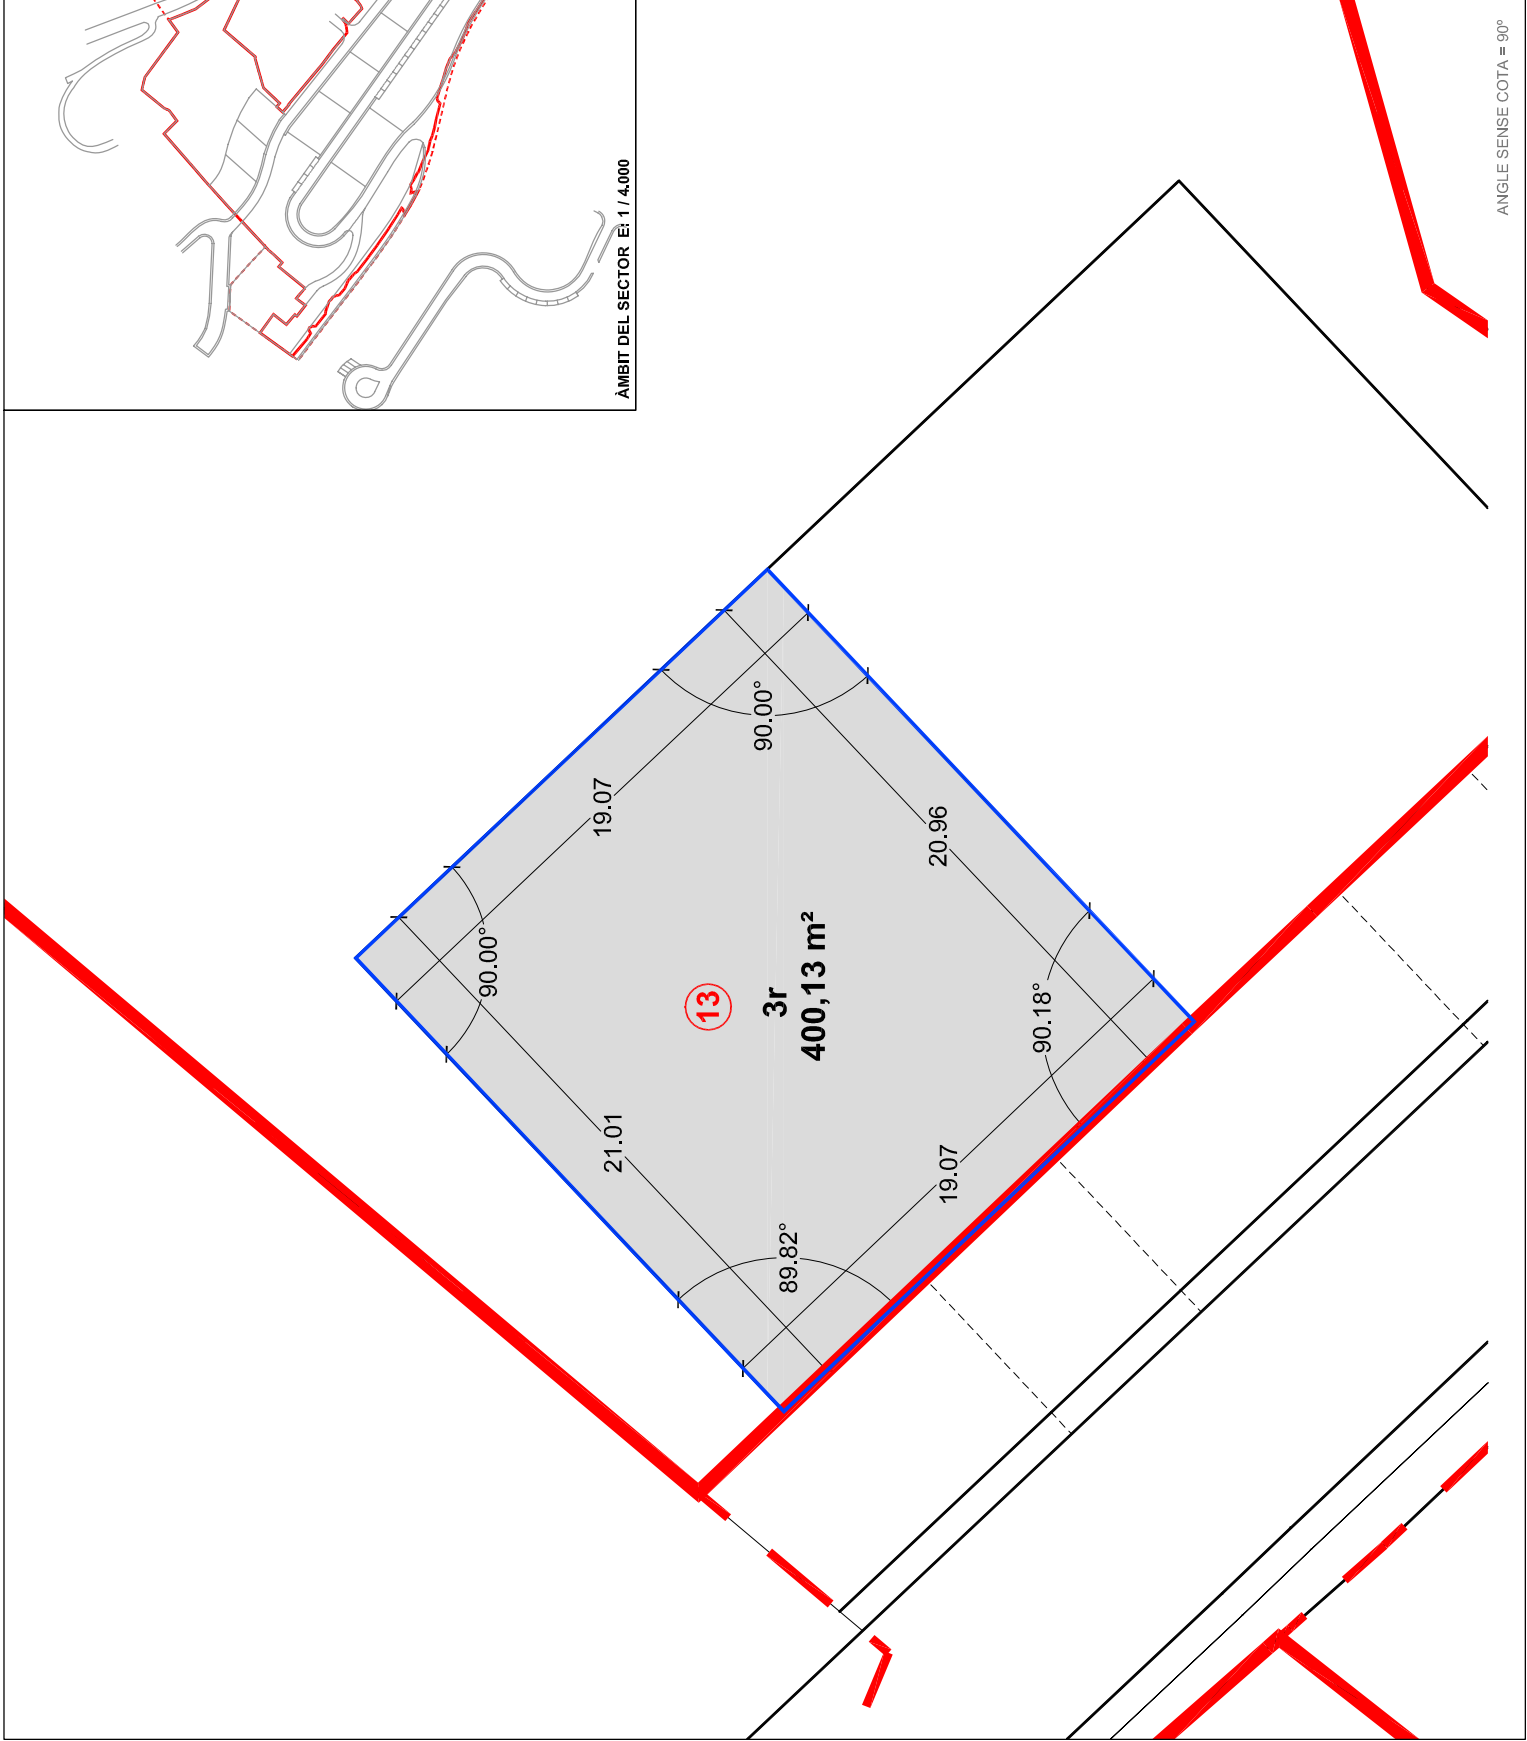 ÀMBIT DEL SECTOR E: 1 / 4.000
ANGLE SENSE COTA = 90º
90.00°
19.07
20.96
90.00°
13
3r
400,13 m²
90.18°
21.01
19.07
89.82°